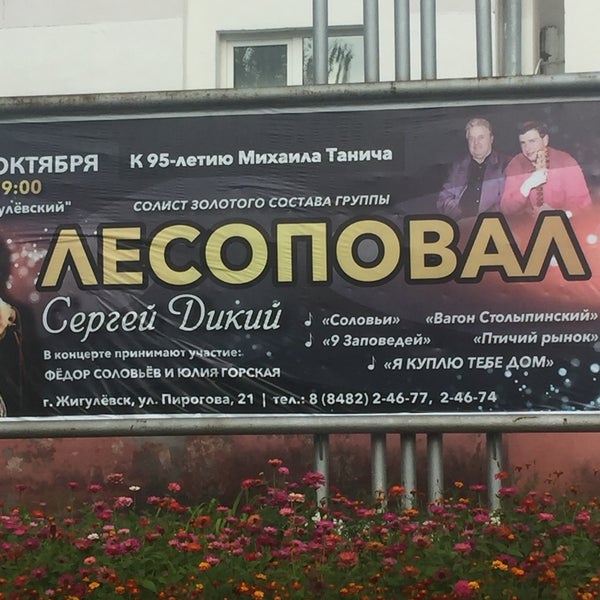 ОКТЯБРЯ
9:00
улёвский"
К 95-летию Михаила Танича
СОЛИСТ ЗОЛОТОГО СОСТАВА ГРУППЫ
ЛЕСОПОВАЛ
Сергей Дикий
«Соловьи» «Вагон Столыпинский»
«9 Заповедей» «Птичий рынок»
«Я КУПЛЮ ТЕБЕ ДОМ»
В концерте принимают участие:
ФЁДОР СОЛОВЬЁВ И ЮЛИЯ ГОРСКАЯ
г. Жигулёвск, ул. Пирогова, 21 | тел.: 8 (8482) 2-46-77, 2-46-74